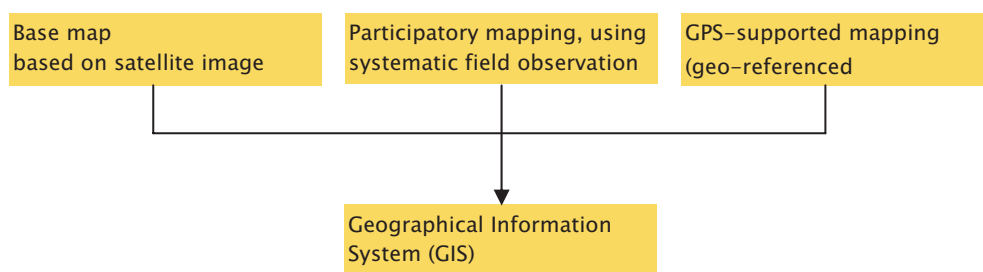 Base map
based on satellite image
Participatory mapping, using
systematic field observation
GPS-supported mapping
(geo-referenced
Geographical Information
System (GIS)